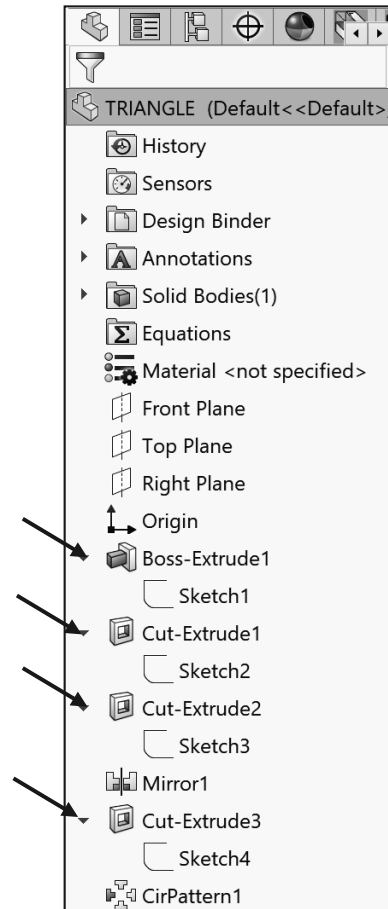 TRIANGLE (Default<<Default>
History
Sensors
Design Binder
Annotations
Solid Bodies(1)
Equations
Material <not specified>
Front Plane
Top Plane
Right Plane
Origin
Boss-Extrude1
Sketch1
Cut-Extrude1
Sketch2
Cut-Extrude2
Sketch3
Mirror1
Cut-Extrude3
Sketch4
CirPattern1